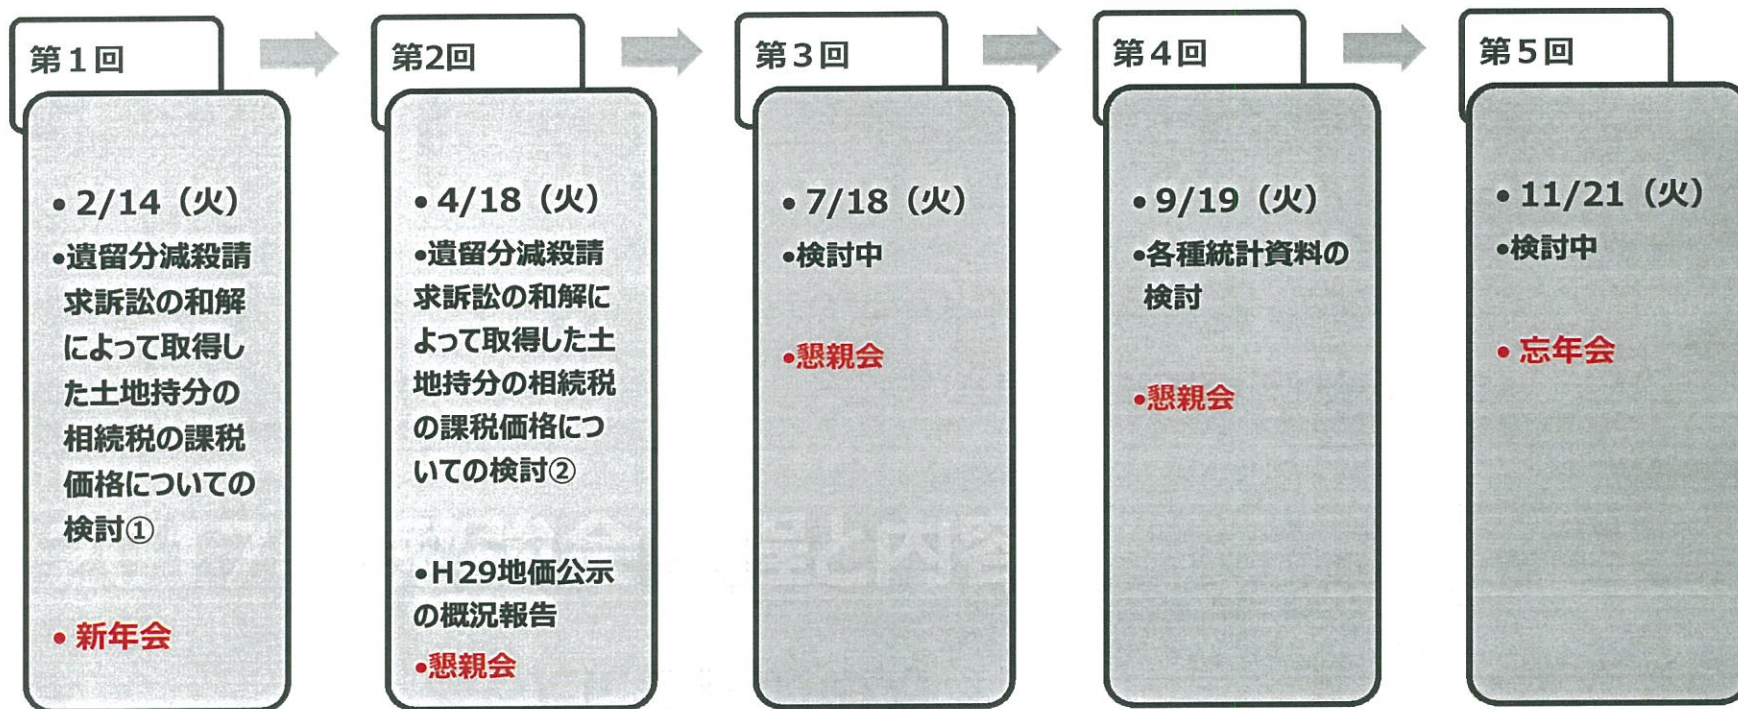 第1回
• 2/14（火）
•遺留分減殺請
求訴訟の和解
によって取得し
た土地持分の
相続税の課税
価格についての
検討①
• 新年会
第2回
• 4/18（火）
•遺留分減殺請
求訴訟の和解に
よって取得した土
地持分の相続税
の課税価格につ
いての検討②
•H29地価公示
の概況報告
•懇親会
第3回
• 7/18（火）
•検討中
•懇親会
第4回
• 9/19（火）
•各種統計資料の
検討
•懇親会
第5回
• 11/21（火）
•検討中
• 忘年会